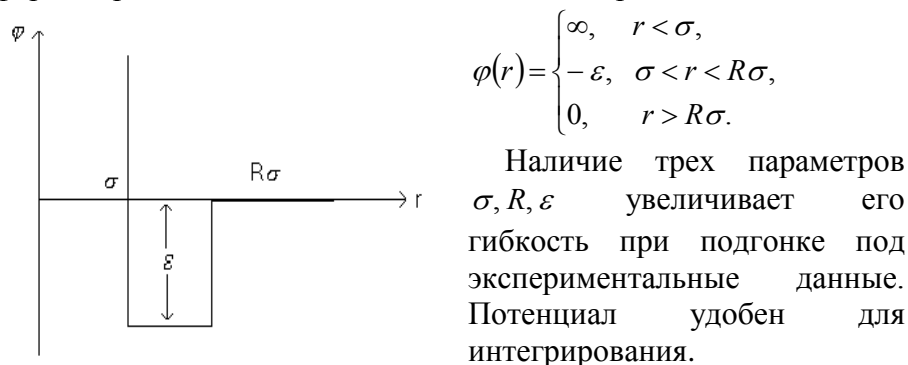 φ
σ
Rσ
r
ε
φ(r) = { ∞, r < σ,
− ε, σ < r < Rσ,
0, r > Rσ.
Наличие трех параметров
σ, R, ε увеличивает его
гибкость при подгонке под
экспериментальные данные.
Потенциал удобен для
интегрирования.